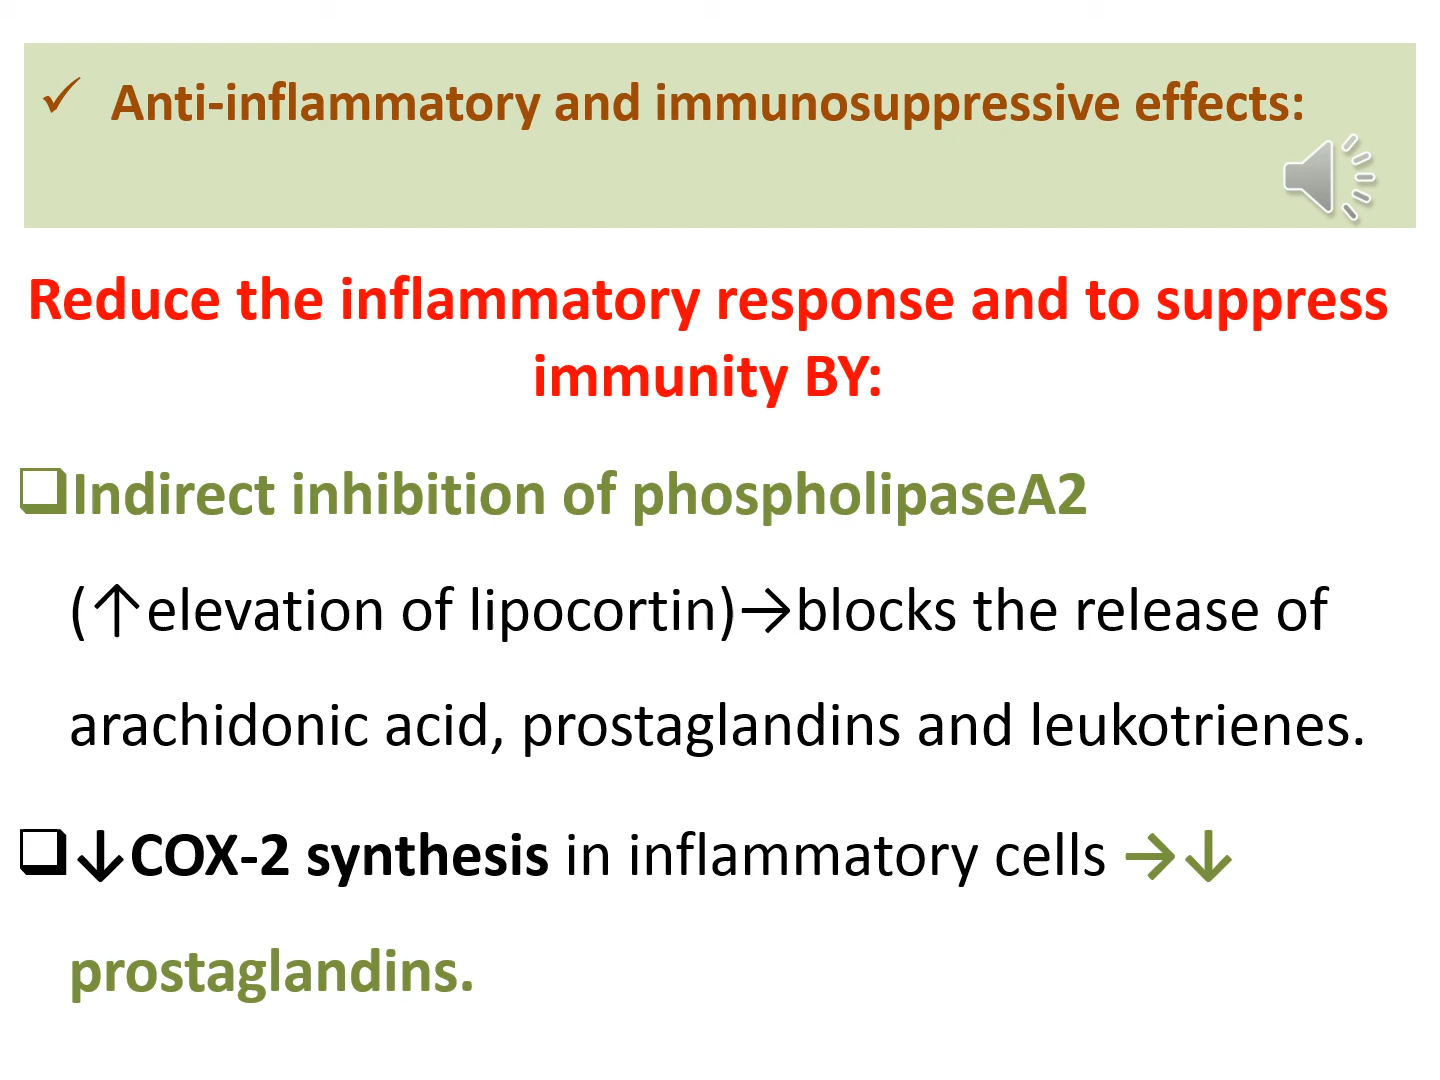 ✓ Anti-inflammatory and immunosuppressive effects:
Reduce the inflammatory response and to suppress
immunity BY:
❑Indirect inhibition of phospholipaseA2
(↑elevation of lipocortin)→blocks the release of
arachidonic acid, prostaglandins and leukotrienes.
❑↓COX-2 synthesis in inflammatory cells →↓
prostaglandins.